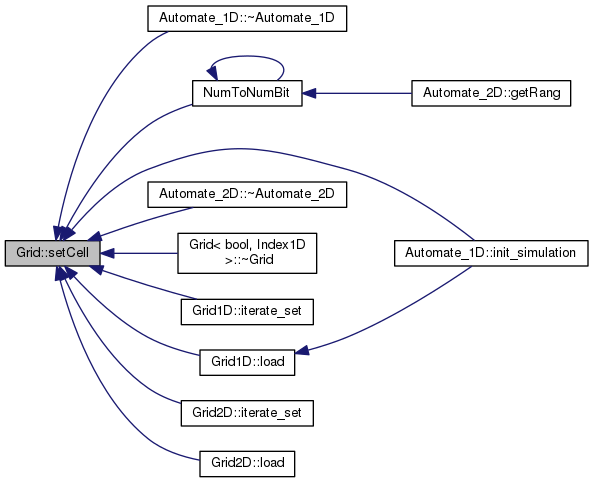 Automate_1D::~Automate_1D
NumToNumBit
Automate_2D::getRang
Automate_2D::~Automate_2D
Grid::setCell
Grid< bool, Index1D
>::~Grid
Automate_1D::init_simulation
Grid1D::iterate_set
Grid1D::load
Grid2D::iterate_set
Grid2D::load